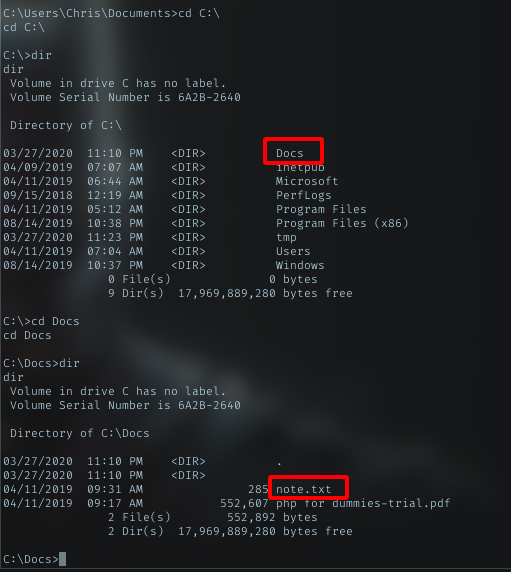 C:\Users\Chris\Documents>cd C:\
cd C:\
C:\>dir
dir
 Volume in drive C has no label.
 Volume Serial Number is 6A2B-2640
 Directory of C:\
03/27/2020  11:10 PM    <DIR>          Docs
04/09/2019  07:07 AM    <DIR>          inetpub
04/11/2019  06:44 AM    <DIR>          Microsoft
09/15/2018  12:19 AM    <DIR>          PerfLogs
04/11/2019  05:12 AM    <DIR>          Program Files
08/14/2019  10:38 PM    <DIR>          Program Files (x86)
03/27/2020  11:23 PM    <DIR>          tmp
04/11/2019  07:04 AM    <DIR>          Users
08/14/2019  10:37 PM    <DIR>          Windows
               0 File(s)              0 bytes
               9 Dir(s)  17,969,889,280 bytes free
C:\>cd Docs
cd Docs
C:\Docs>dir
dir
 Volume in drive C has no label.
 Volume Serial Number is 6A2B-2640
 Directory of C:\Docs
03/27/2020  11:10 PM    <DIR>          .
03/27/2020  11:10 PM    <DIR>
04/11/2019  09:31 AM               285 note.txt
04/11/2019  09:17 AM           552,607 php for dummies-trial.pdf
               2 File(s)        552,892 bytes
               2 Dir(s)  17,969,889,280 bytes free
C:\Docs>